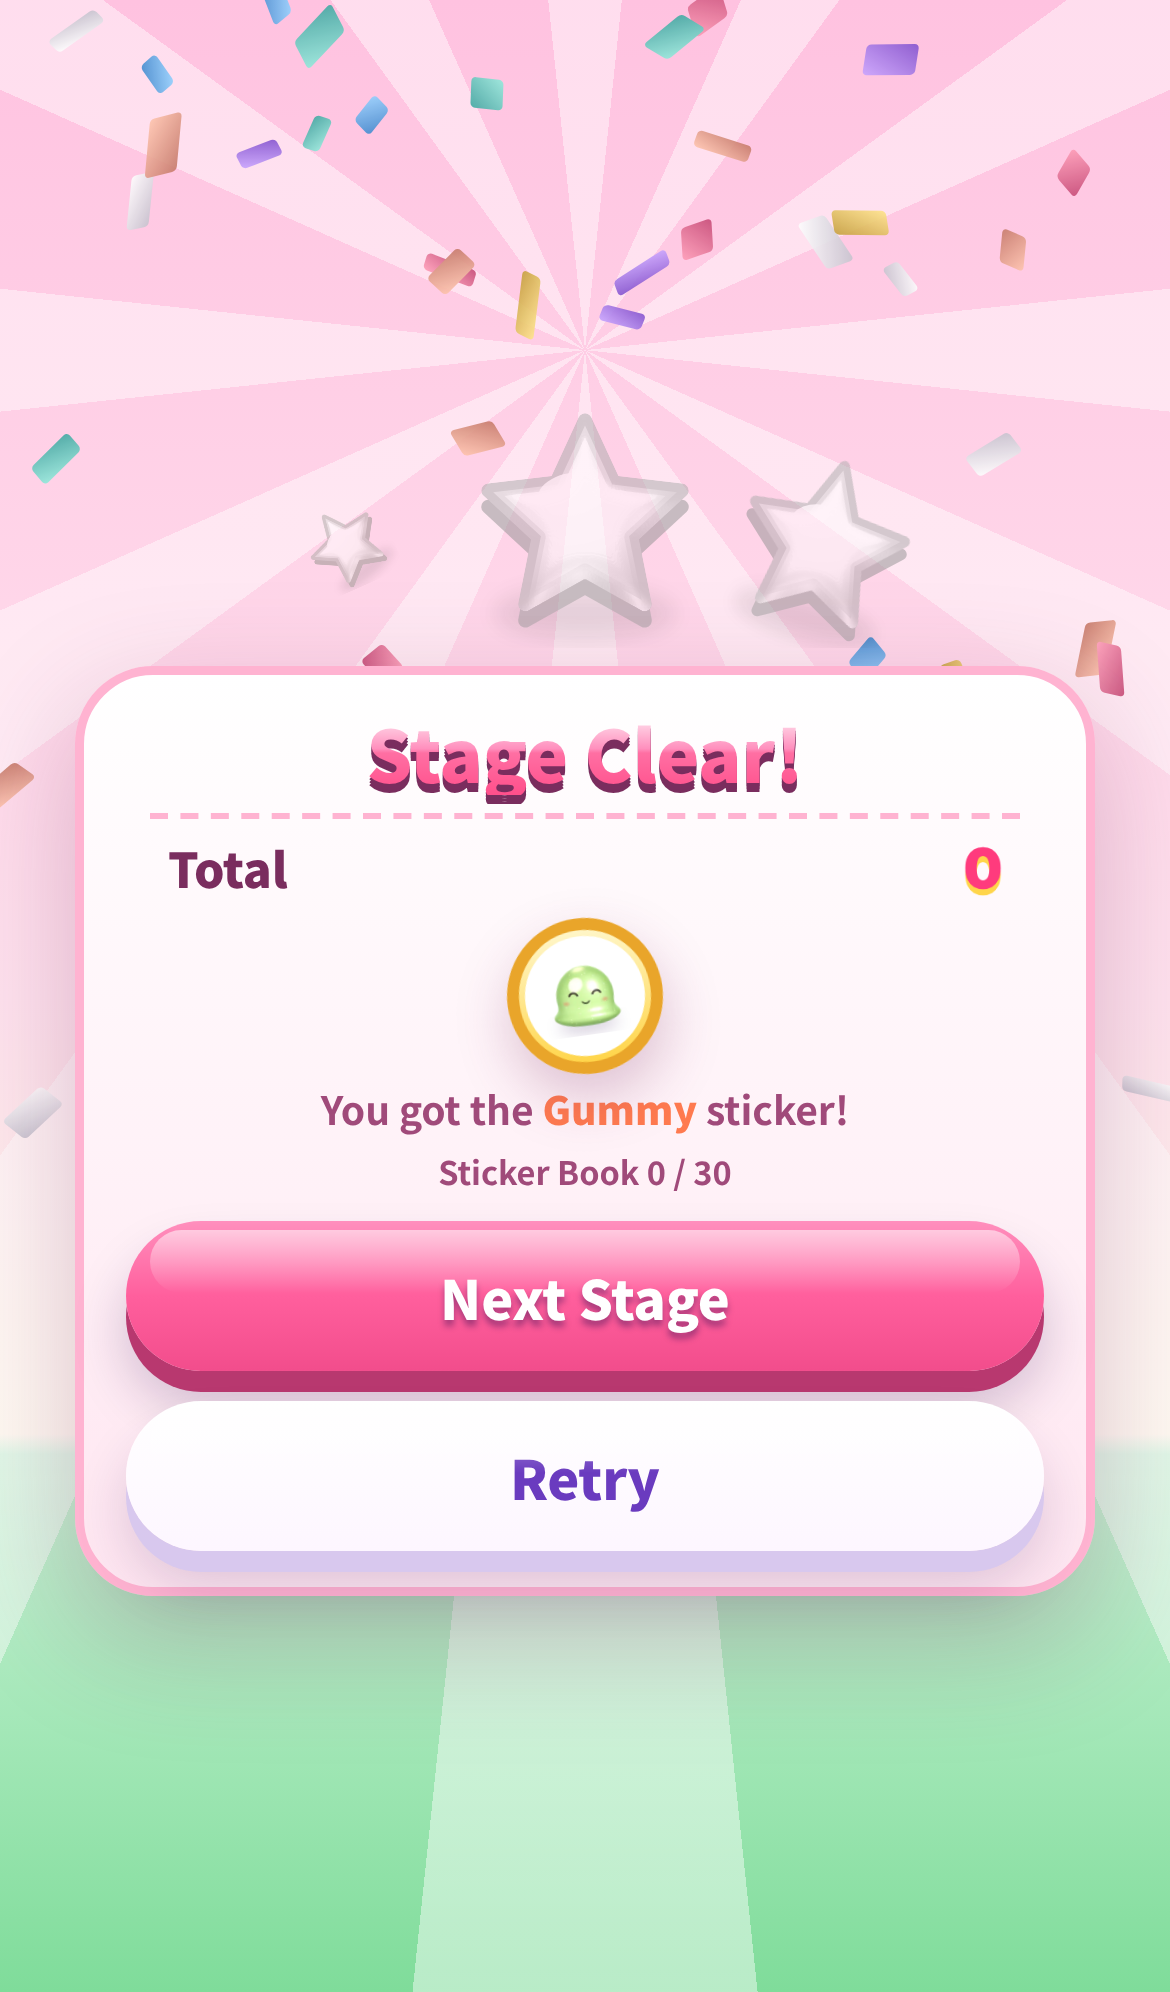 Stage Clear!
Total 0
You got the Gummy sticker!
Sticker Book 0 / 30
Next Stage
Retry